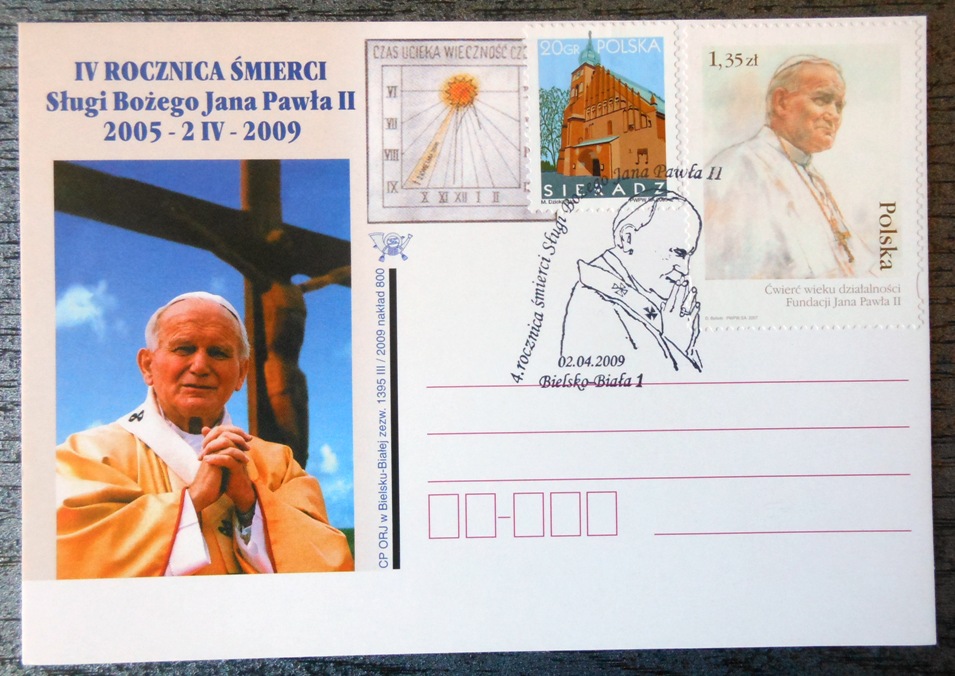 IV ROCZNICA ŚMIERCI
Sługi Bożego Jana Pawła II
2005 - 2 IV - 2009
CZAS UCIEKA WIECZNOŚĆ
VI
VII
VIII
IX
X XI XII I II
20GR POLSKA
SIERADZ
1,35 zł
Polska
Ćwierć wieku działalności
Fundacji Jana Pawła II
4. rocznica śmierci Sługi Bożego Jana Pawła II
02.04.2009
Bielsko-Biała 1
CP ORJ w Bielsku-Białej zezw. 1395 III / 2009 nakład 800